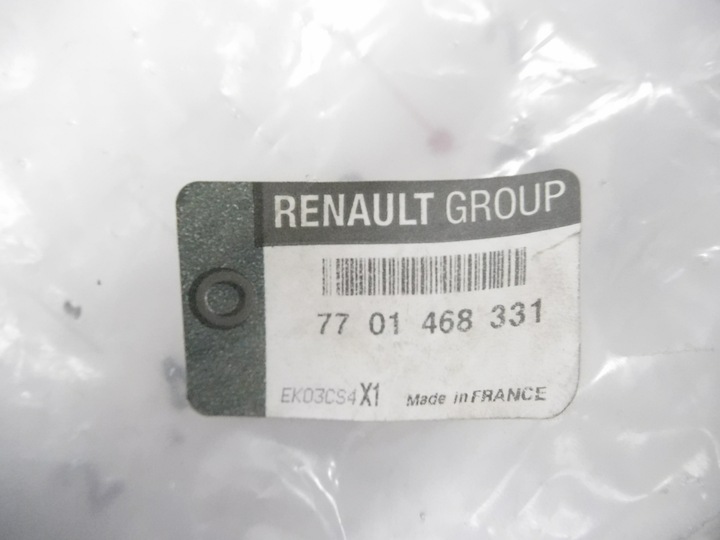 RENAULT GROUP
77 01 468 331
EK03CS4 X1 Made in FRANCE